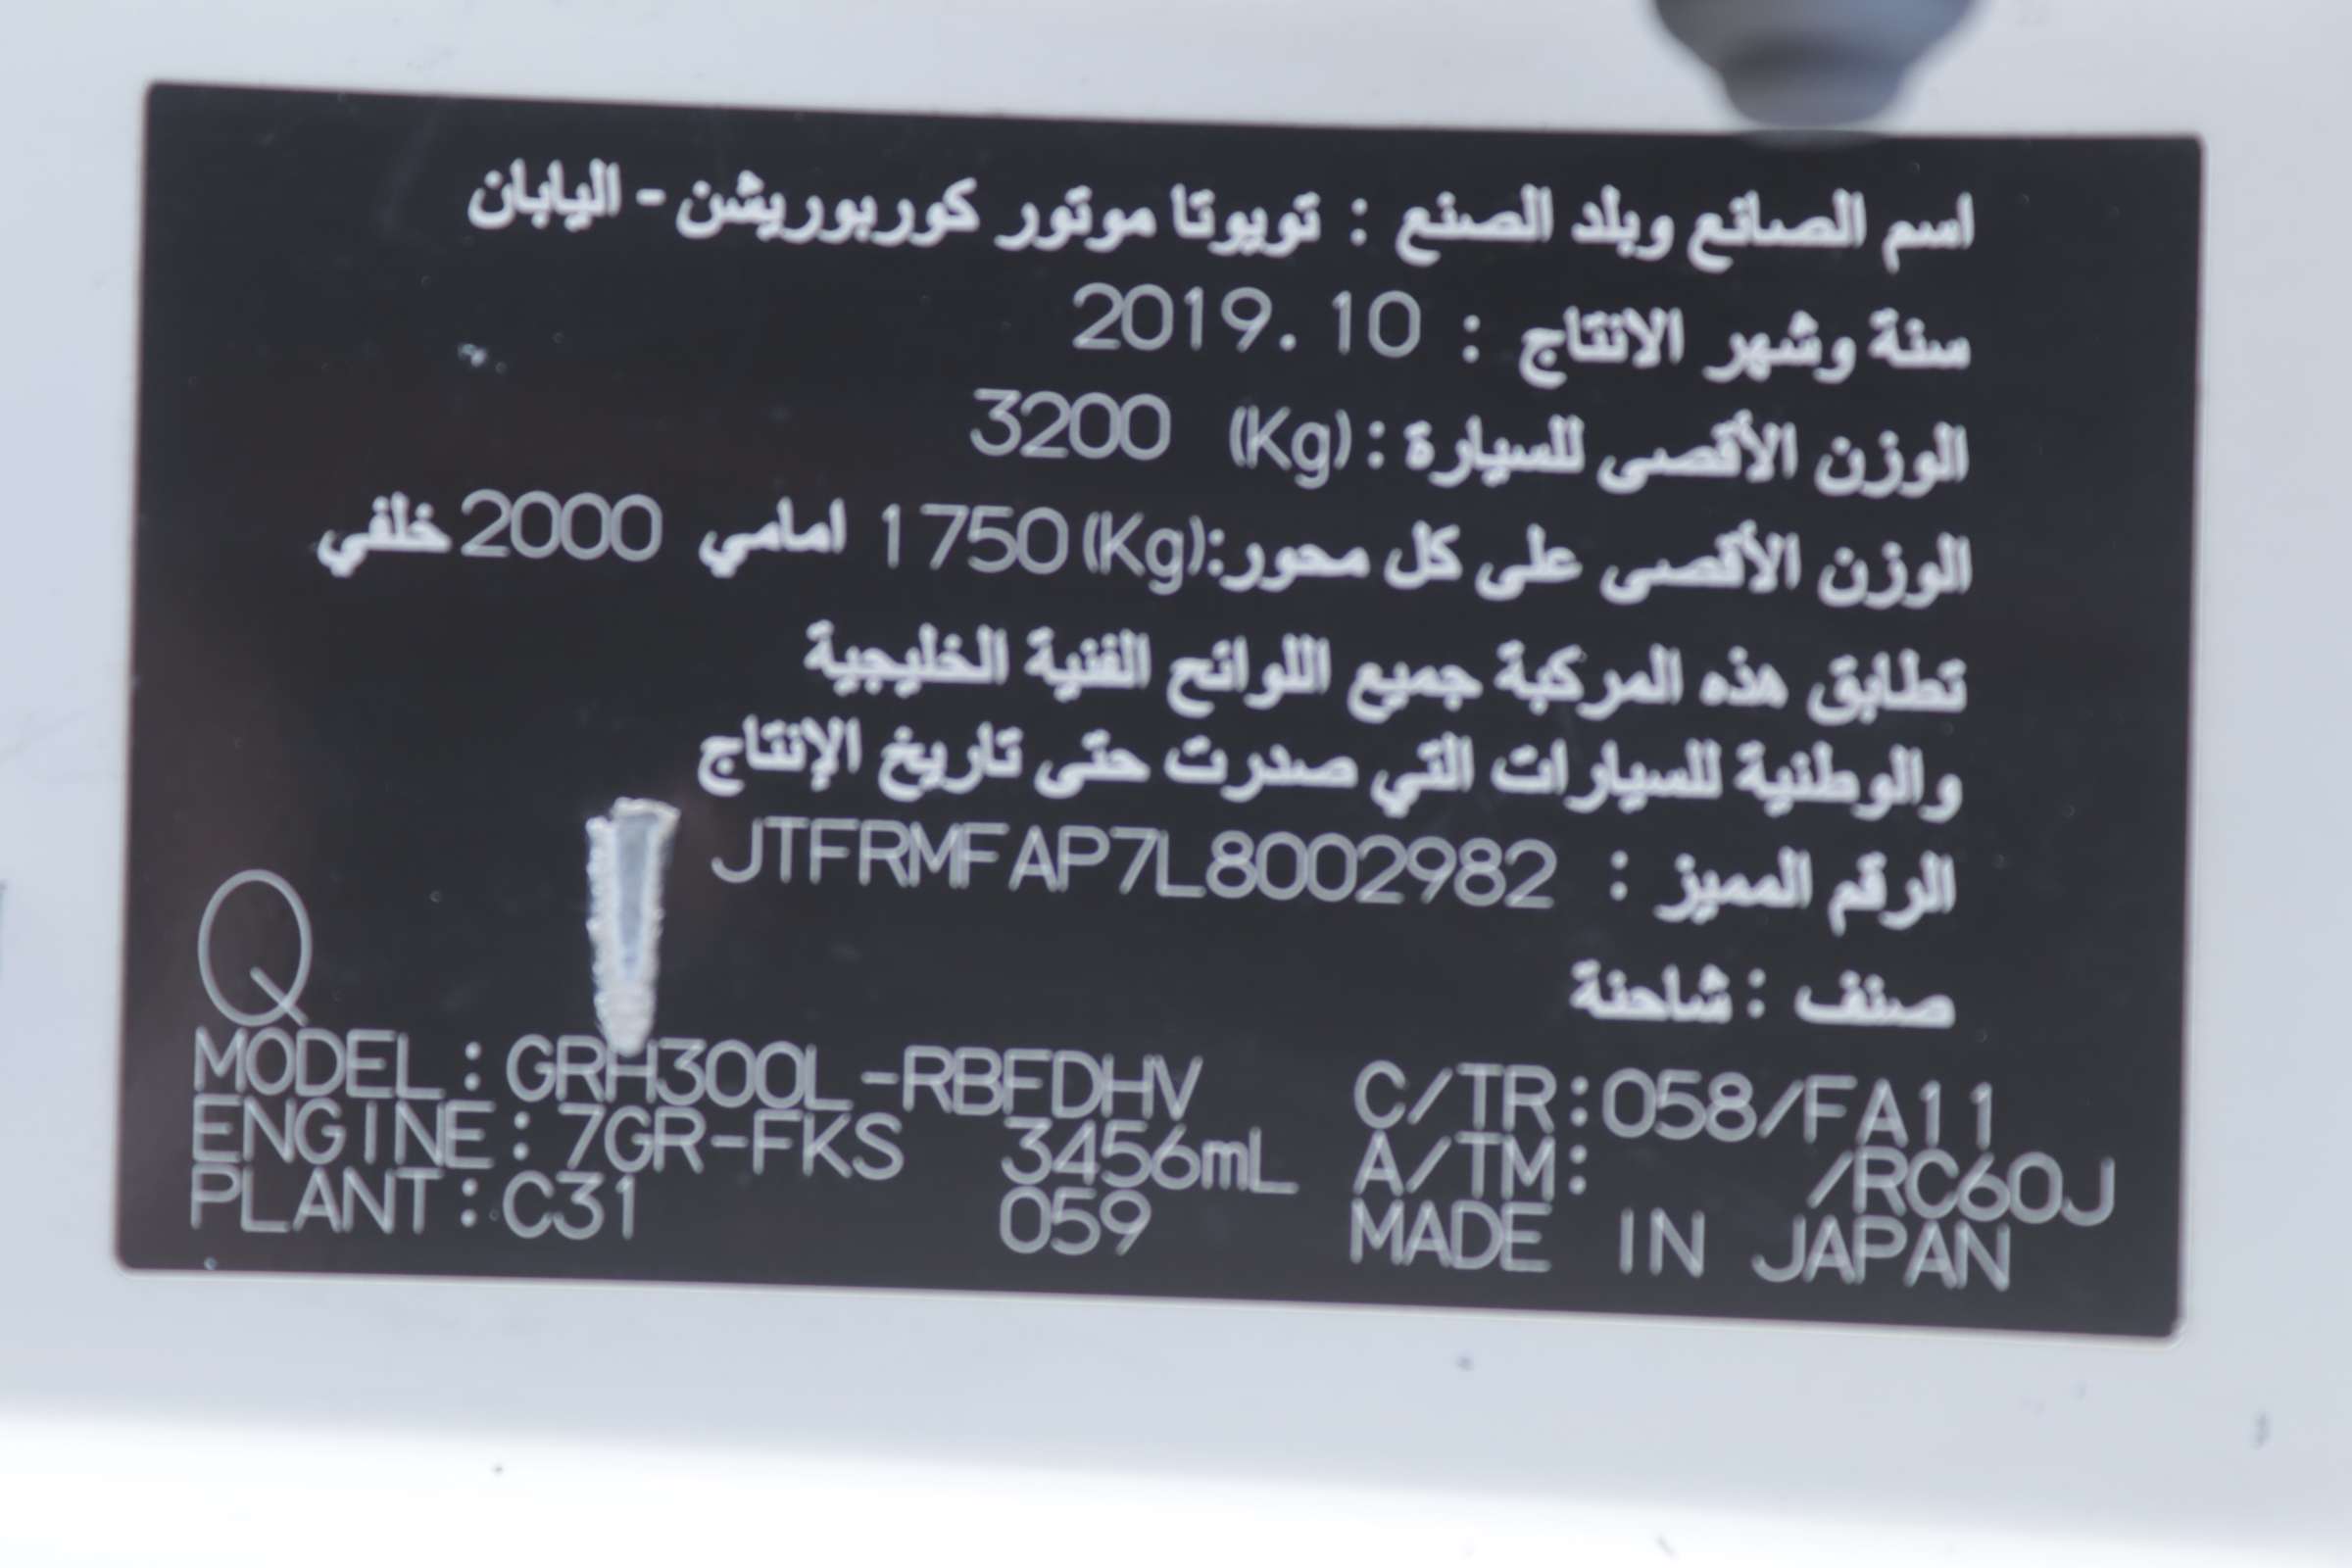 اسم الصانع وبلد الصنع : تويوتا موتور كوربوريشن - اليابان
سنة وشهر الانتاج : 2019.10
الوزن الأقصى للسيارة : (Kg) 3200
الوزن الأقصى على كل محور:(Kg) 1750 امامي 2000 خلفي
تطابق هذه المركبة جميع اللوائح الفنية الخليجية
والوطنية للسيارات التي صدرت حتى تاريخ الإنتاج
الرقم المميز : JTFRMFAP7L8002982
صنف : شاحنة
Q
MODEL : GRH300L-RBFDHV C/TR:058/FA11
ENGINE: 7GR-FKS 3456mL A/TM: /RC60J
PLANT : C31 059 MADE IN JAPAN